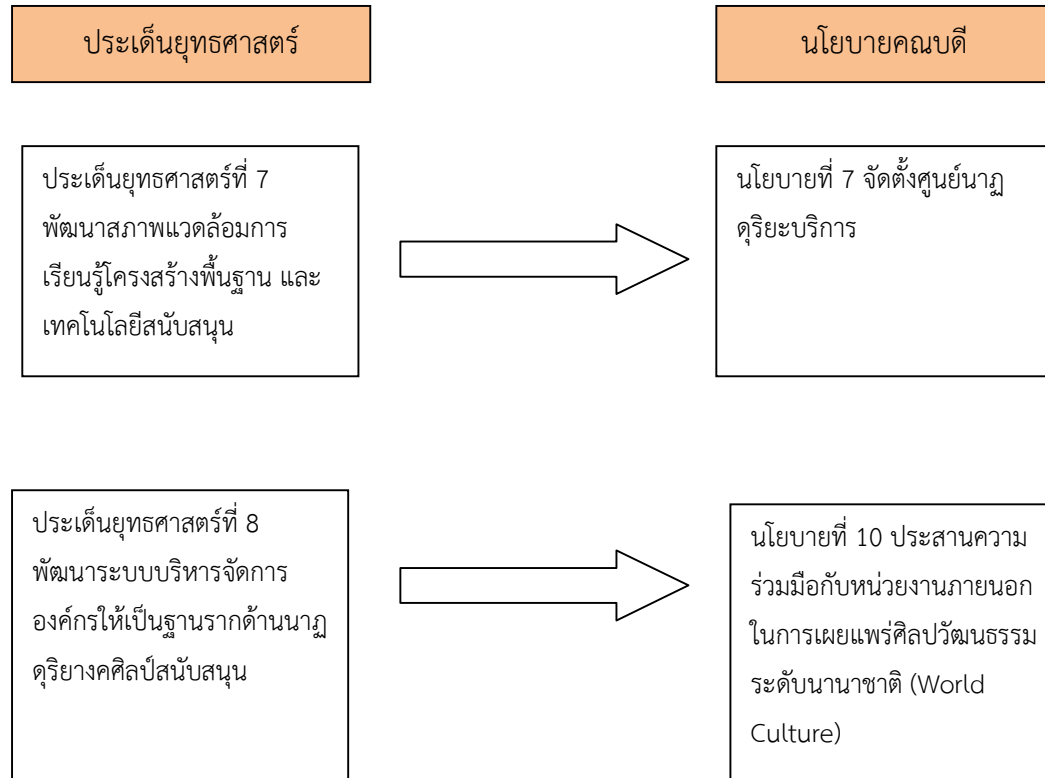 ประเด็นยุทธศาสตร์
นโยบายคณบดี
ประเด็นยุทธศาสตร์ที่ 7
พัฒนาสภาพแวดล้อมการ
เรียนรู้โครงสร้างพื้นฐาน และ
เทคโนโลยีสนับสนุน
นโยบายที่ 7 จัดตั้งศูนย์นาฏ
ดุริยะบริการ
ประเด็นยุทธศาสตร์ที่ 8
พัฒนาระบบบริหารจัดการ
องค์กรให้เป็นฐานรากด้านนาฏ
ดุริยางคศิลป์สนับสนุน
นโยบายที่ 10 ประสานความ
ร่วมมือกับหน่วยงานภายนอก
ในการเผยแพร่ศิลปวัฒนธรรม
ระดับนานาชาติ (World
Culture)